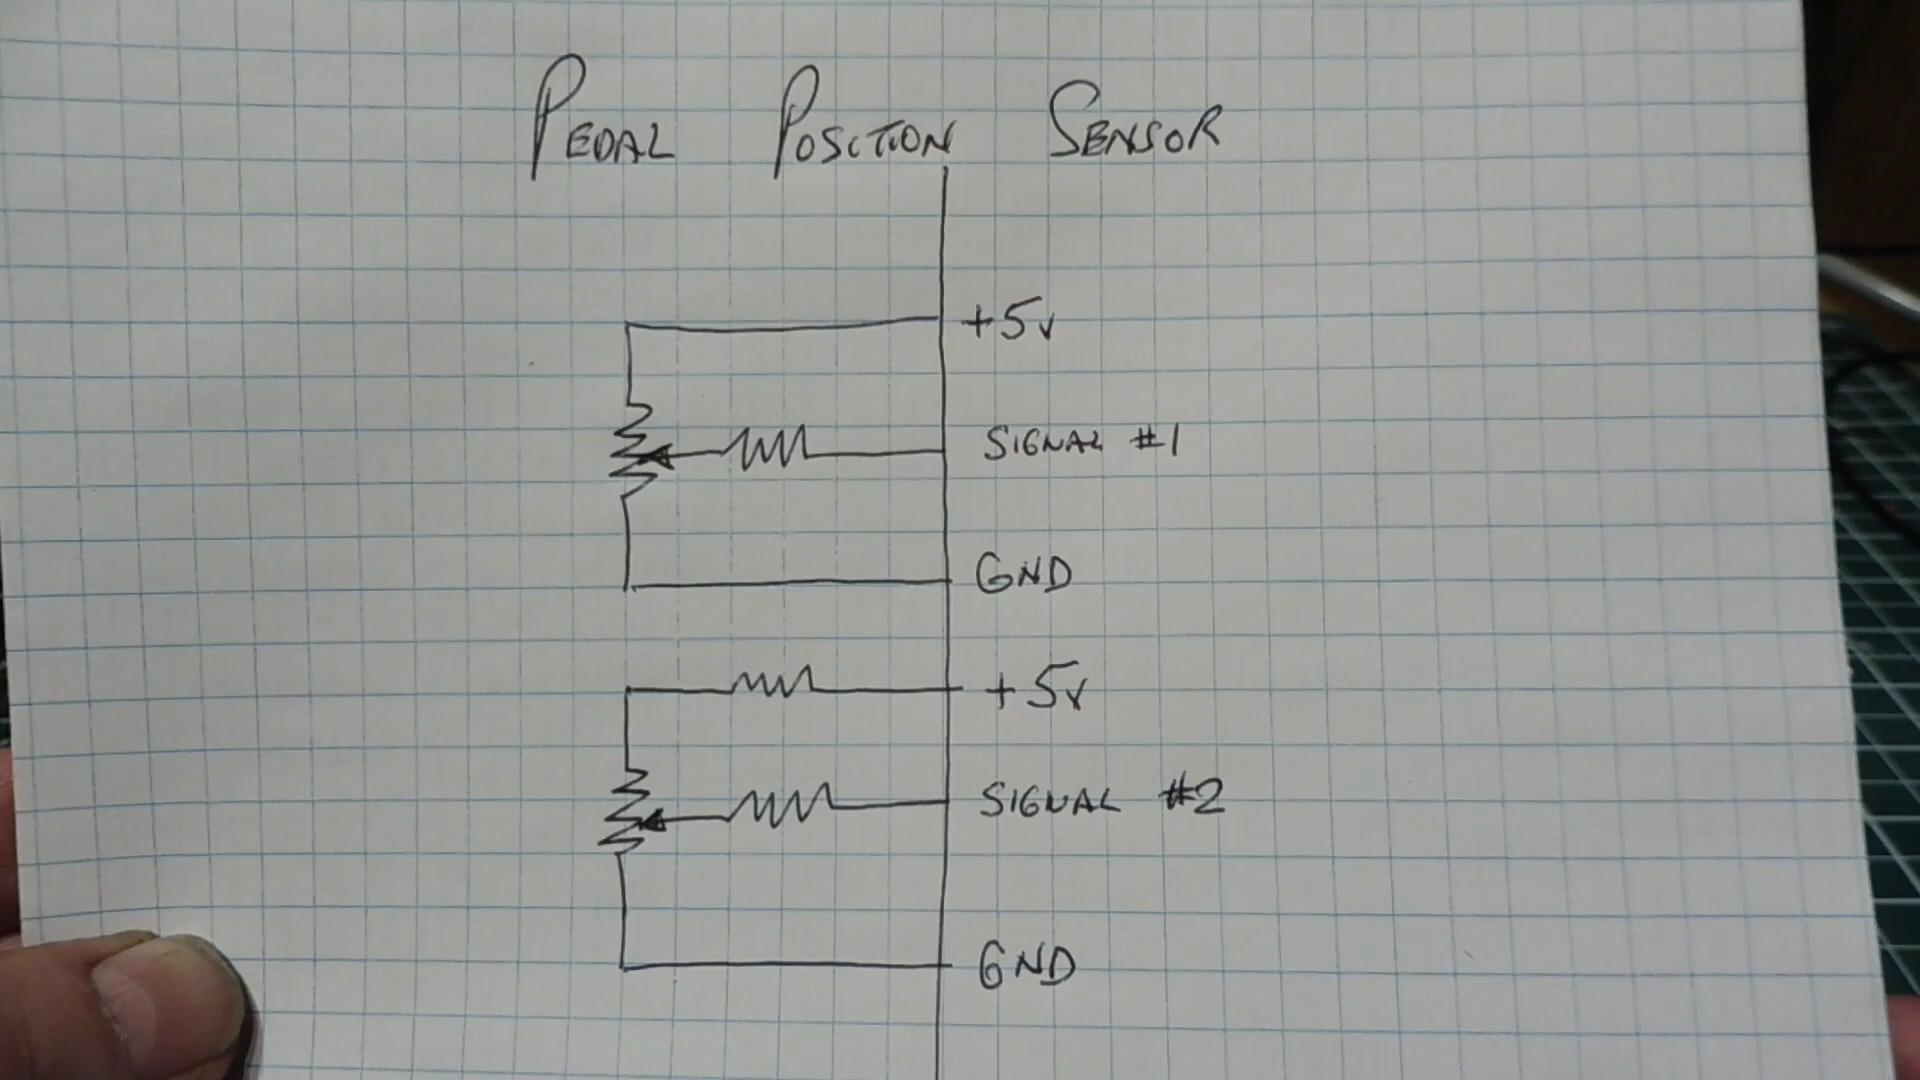 PEDAL POSITION SENSOR
+5v
SIGNAL #1
GND
+5v
SIGNAL #2
GND